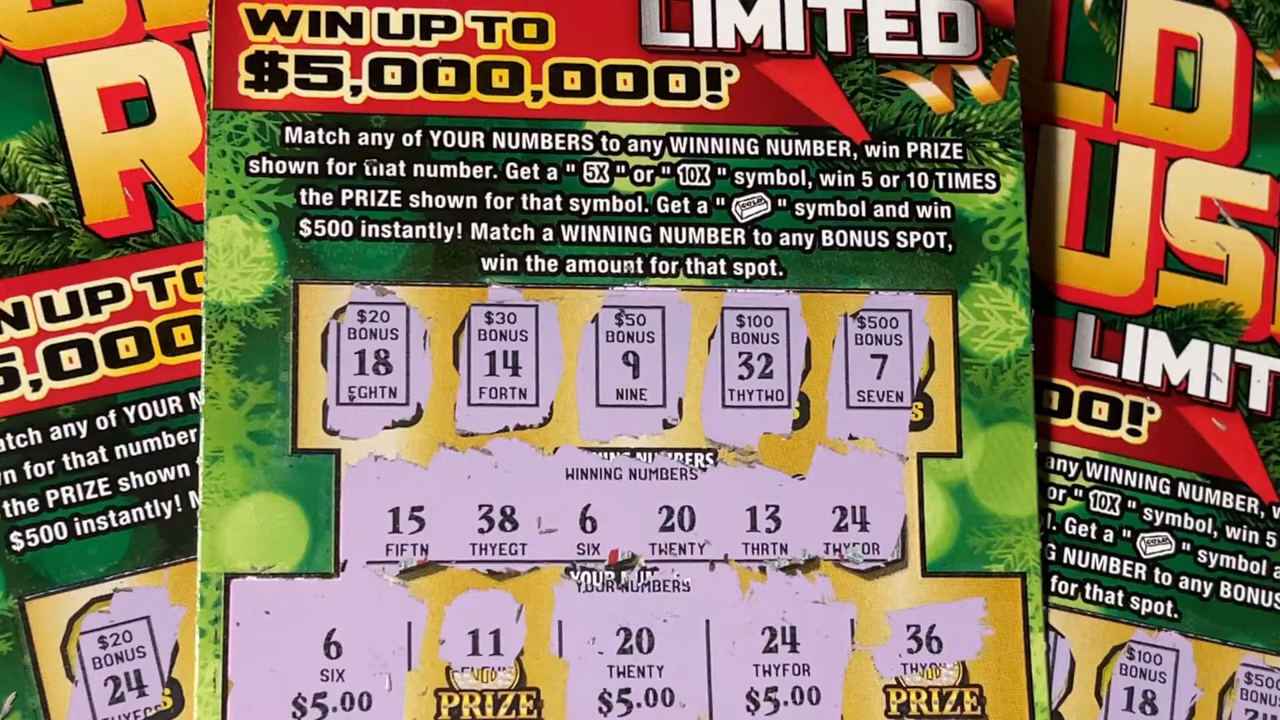 R
WIN UP TO
5,000
atch any of YOUR N
n for that number
the PRIZE shown
$500 instantly!
$20
BONUS
24
LIMITED
WIN UP TO
$5,000,000!
Match any of YOUR NUMBERS to any WINNING NUMBER, win PRIZE
shown for that number. Get a " 5X " or " 10X " symbol, win 5 or 10 TIMES
the PRIZE shown for that symbol. Get a " GOLD " symbol and win
$500 instantly! Match a WINNING NUMBER to any BONUS SPOT,
win the amount for that spot.
$20 $30 $50 $100 $500
BONUS BONUS BONUS BONUS BONUS
18 14 9 32 7
EGHTN FORTN NINE THYTWO SEVEN
WINNING NUMBERS
15 38 6 20 13 24
FIFTN THYEGT SIX TWENTY THRTN TWYFOR
YOUR NUMBERS
6 11 20 24 36
SIX TWENTY TWYFOR
$5.00 PRIZE $5.00 $5.00 PRIZE
LD
US
LIMIT
00!
any WINNING NUMBER,
or " 10X " symbol, win 5
. Get a " GOLD " symbol
G NUMBER to any BONUS
for that spot.
$100
BONUS
18
$500
BONUS